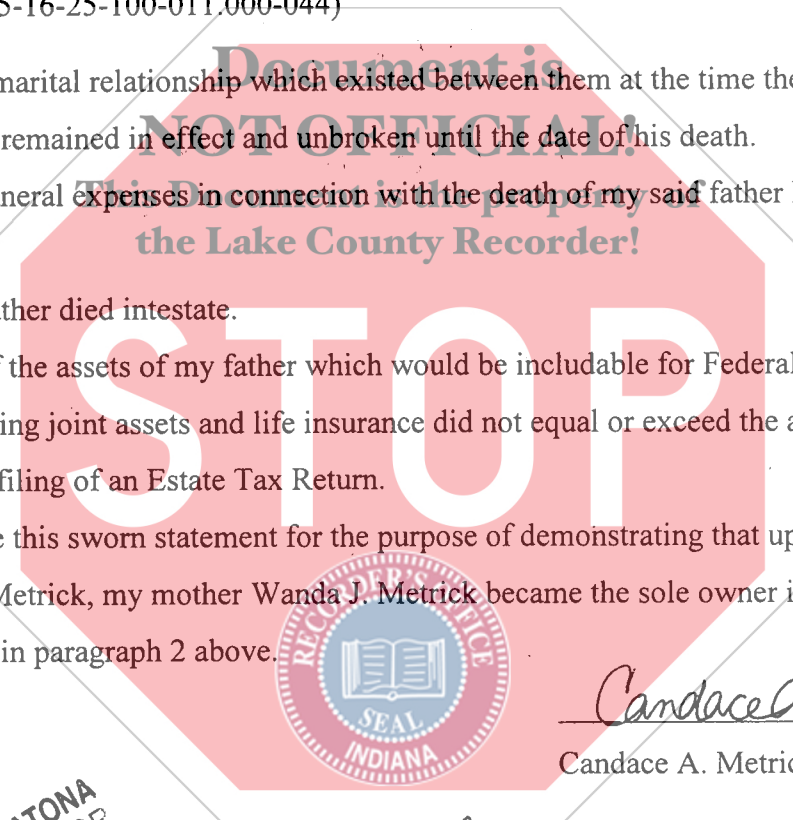 5-16-25-100-011.000-044)
Document is
marital relationship which existed between them at the time the
NOT OFFICIAL!
remained in effect and unbroken until the date of his death.
This Document is the property of
neral expenses in connection with the death of my said father
the Lake County Recorder!
ther died intestate.
STOP
f the assets of my father which would be includable for Federal
ing joint assets and life insurance did not equal or exceed the a
filing of an Estate Tax Return.
e this sworn statement for the purpose of demonstrating that up
Metrick, my mother Wanda J. Metrick became the sole owner i
in paragraph 2 above.
RECORDER'S OFFICE
SEAL
INDIANA
Candace
Candace A. Metric
TONA